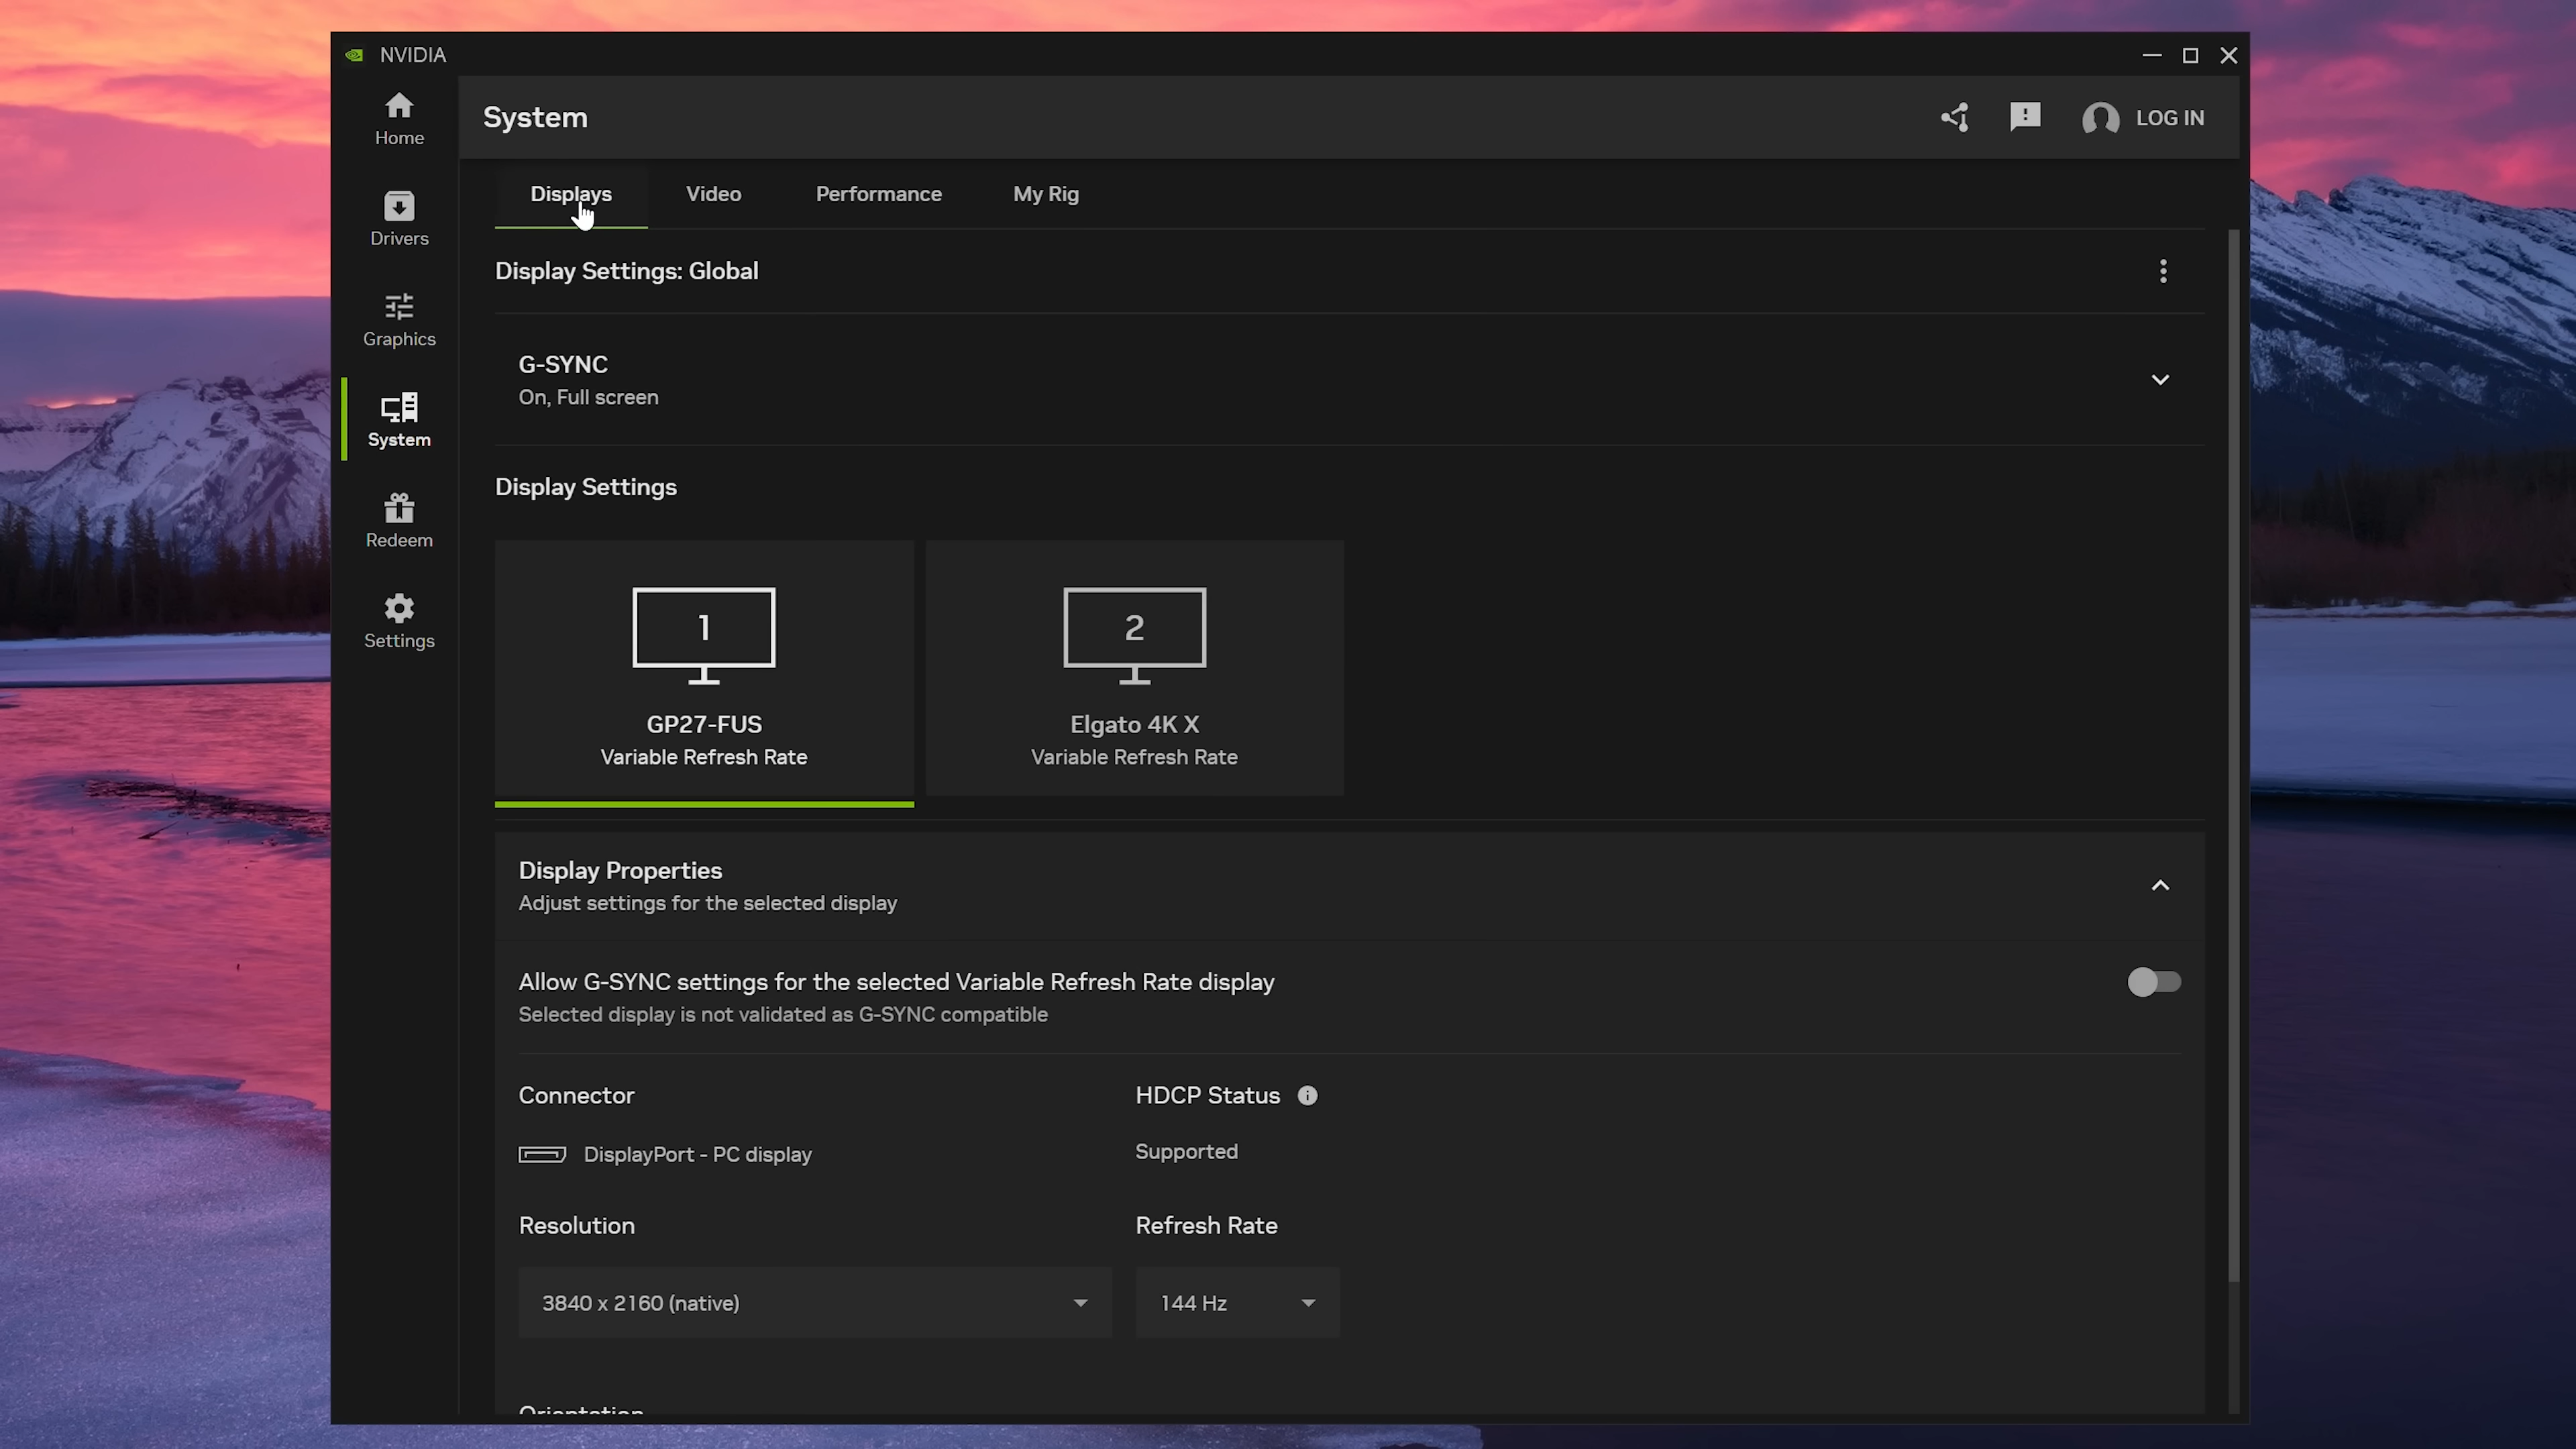 NVIDIA
Home
Drivers
Graphics
System
Redeem
Settings
System
LOG IN
Displays
Video
Performance
My Rig
Display Settings: Global
G-SYNC
On, Full screen
Display Settings
1
GP27-FUS
Variable Refresh Rate
2
Elgato 4K X
Variable Refresh Rate
Display Properties
Adjust settings for the selected display
Allow G-SYNC settings for the selected Variable Refresh Rate display
Selected display is not validated as G-SYNC compatible
Connector
DisplayPort - PC display
HDCP Status
Supported
Resolution
3840 x 2160 (native)
Refresh Rate
144 Hz
Orientation